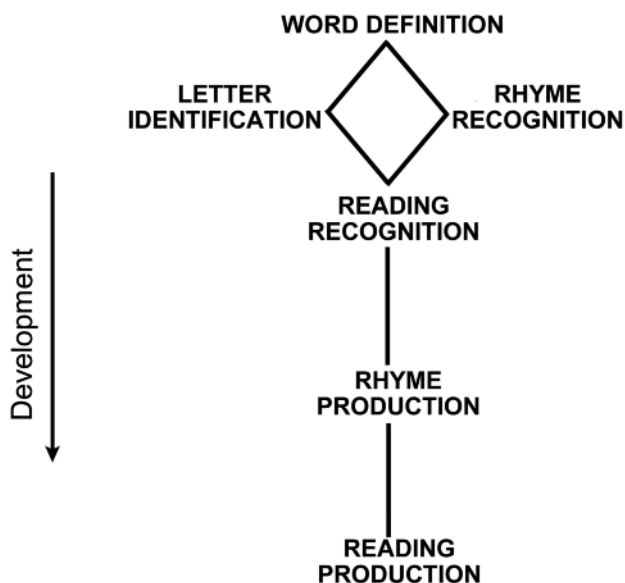 WORD DEFINITION
LETTER
IDENTIFICATION
RHYME
RECOGNITION
READING
RECOGNITION
Development
RHYME
PRODUCTION
READING
PRODUCTION